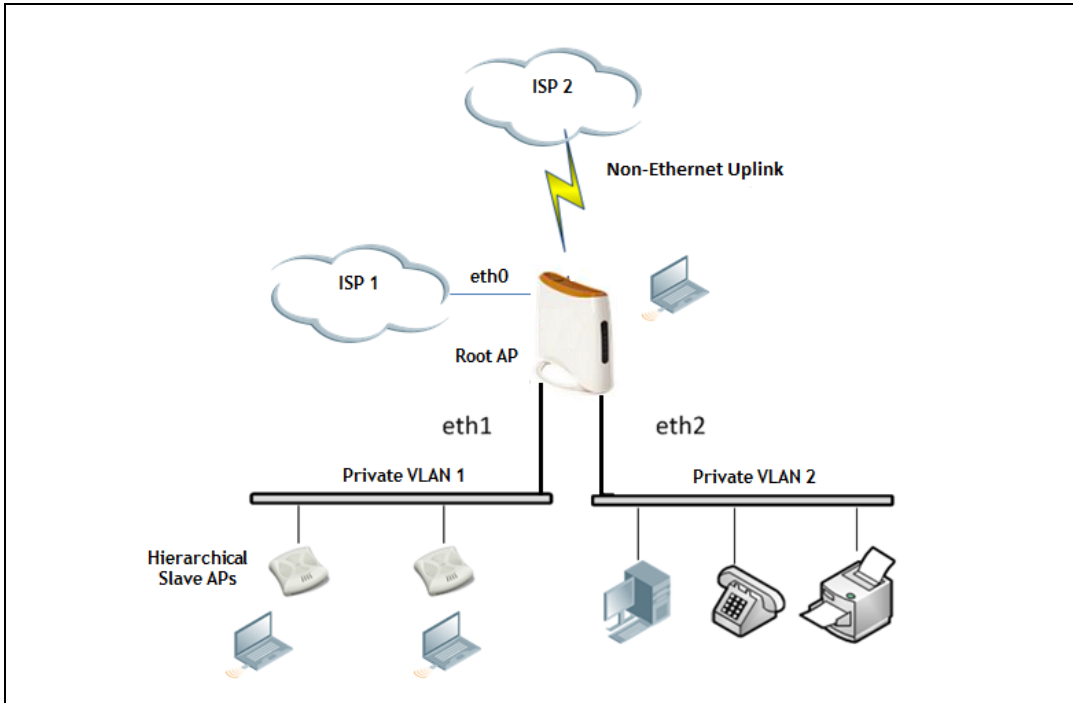 ISP 2
Non-Ethernet Uplink
ISP 1
eth0
Root AP
eth1
eth2
Private VLAN 1
Private VLAN 2
Hierarchical
Slave APs